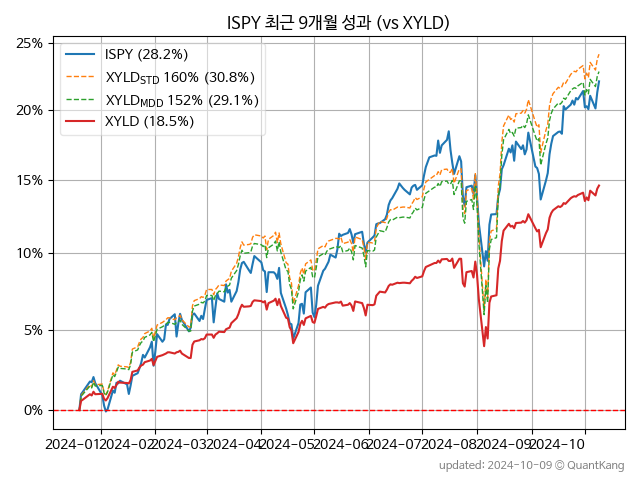 ISPY 최근 9개월 성과 (vs XYLD)
25%
20%
15%
10%
5%
0%
ISPY (28.2%)
XYLD_STD 160% (30.8%)
XYLD_MDD 152% (29.1%)
XYLD (18.5%)
2024-01 2024-02 2024-03 2024-04 2024-05 2024-06 2024-07 2024-08 2024-09 2024-10
updated: 2024-10-09 © QuantKang